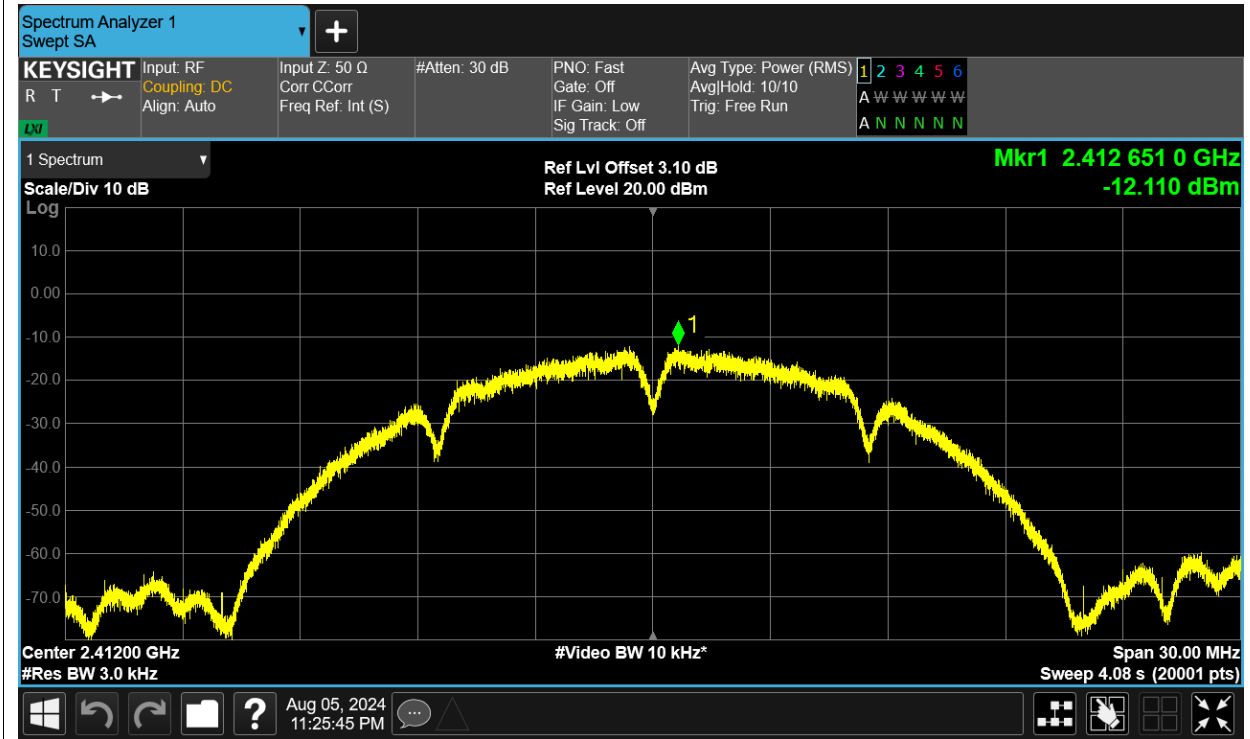 Spectrum Analyzer 1
Swept SA
KEYSIGHT
R T
LXI
Input: RF
Coupling: DC
Align: Auto
Input Z: 50 Ω
Corr CCorr
Freq Ref: Int (S)
#Atten: 30 dB
PNO: Fast
Gate: Off
IF Gain: Low
Sig Track: Off
Avg Type: Power (RMS)
Avg|Hold: 10/10
Trig: Free Run
1 2 3 4 5 6
A W W W W W
A N N N N N
1 Spectrum
Scale/Div 10 dB
Log
Ref Lvl Offset 3.10 dB
Ref Level 20.00 dBm
Mkr1 2.412 651 0 GHz
-12.110 dBm
10.0
0.00
-10.0
-20.0
-30.0
-40.0
-50.0
-60.0
-70.0
1
Center 2.41200 GHz
#Res BW 3.0 kHz
#Video BW 10 kHz*
Span 30.00 MHz
Sweep 4.08 s (20001 pts)
?
Aug 05, 2024
11:25:45 PM